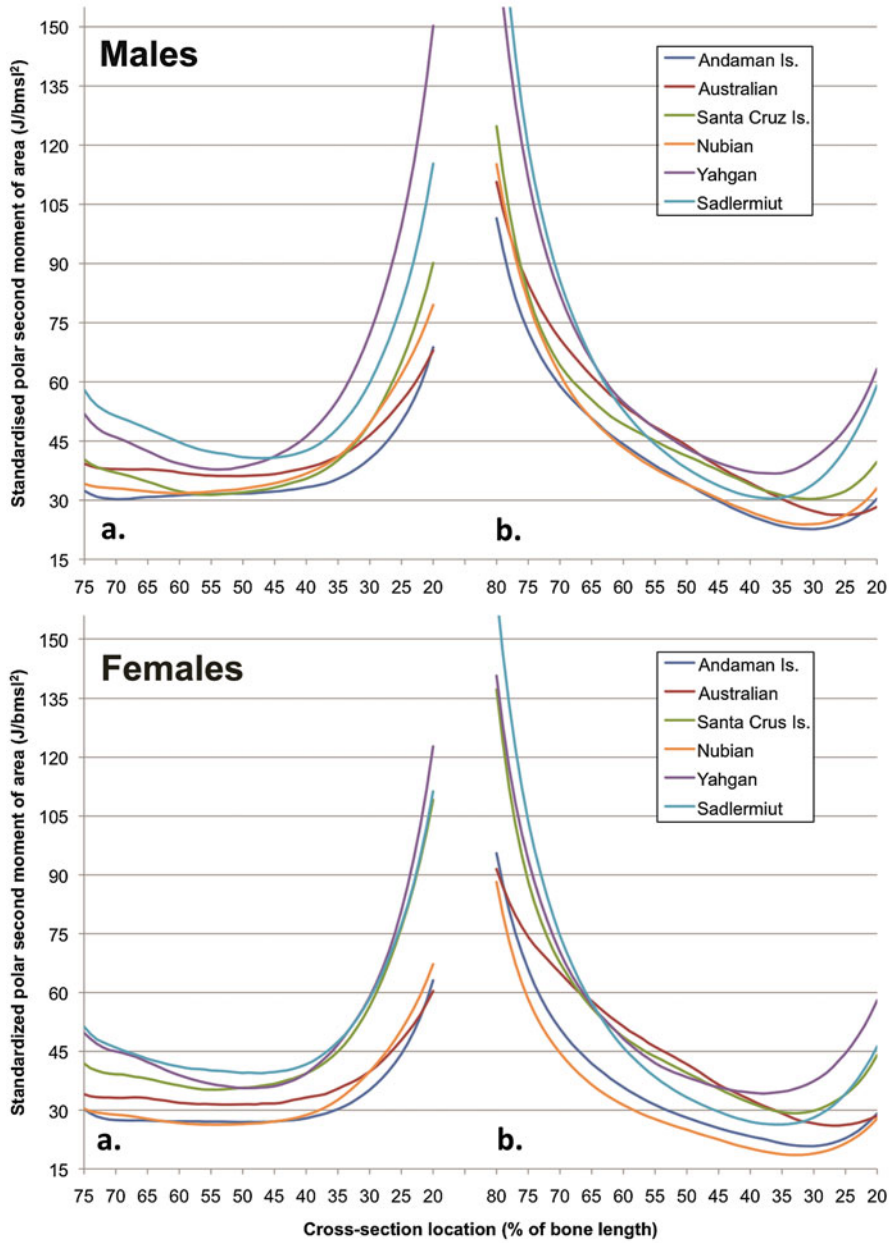 Males
Standardised polar second moment of area (J/bmsl²)
150
135
120
105
90
75
60
45
30
15
Andaman Is.
Australian
Santa Cruz Is.
Nubian
Yahgan
Sadlermiut
a.
b.
75 70 65 60 55 50 45 40 35 30 25 20 80 75 70 65 60 55 50 45 40 35 30 25 20
Females
Standardized polar second moment of area (J/bmsl²)
150
135
120
105
90
75
60
45
30
15
Andaman Is.
Australian
Santa Crus Is.
Nubian
Yahgan
Sadlermiut
a.
b.
75 70 65 60 55 50 45 40 35 30 25 20 80 75 70 65 60 55 50 45 40 35 30 25 20
Cross-section location (% of bone length)